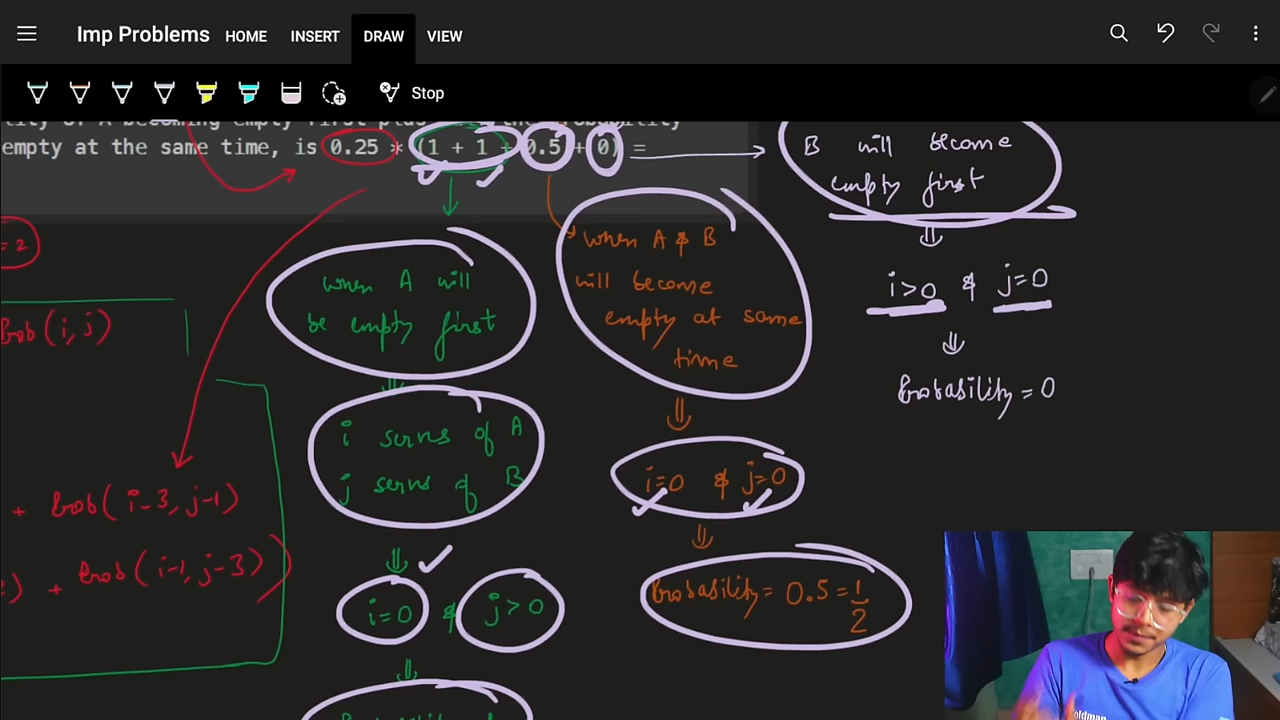 Imp Problems HOME INSERT DRAW VIEW
Stop
empty at the same time, is 0.25 * (1 + 1 + 0.5 + 0) =
B will become
empty first
= 2
i>0 & j=0
Probability = 0
when A will
be empty first
when A & B
will become
empty at same
time
Prob(i,j)
i servns of A
j servns of B
i=0 & j=0
+ Prob(i-3, j-1)
+ Prob(i-1, j-3))
i=0 & j>0
Probability = 0.5 = 1/2